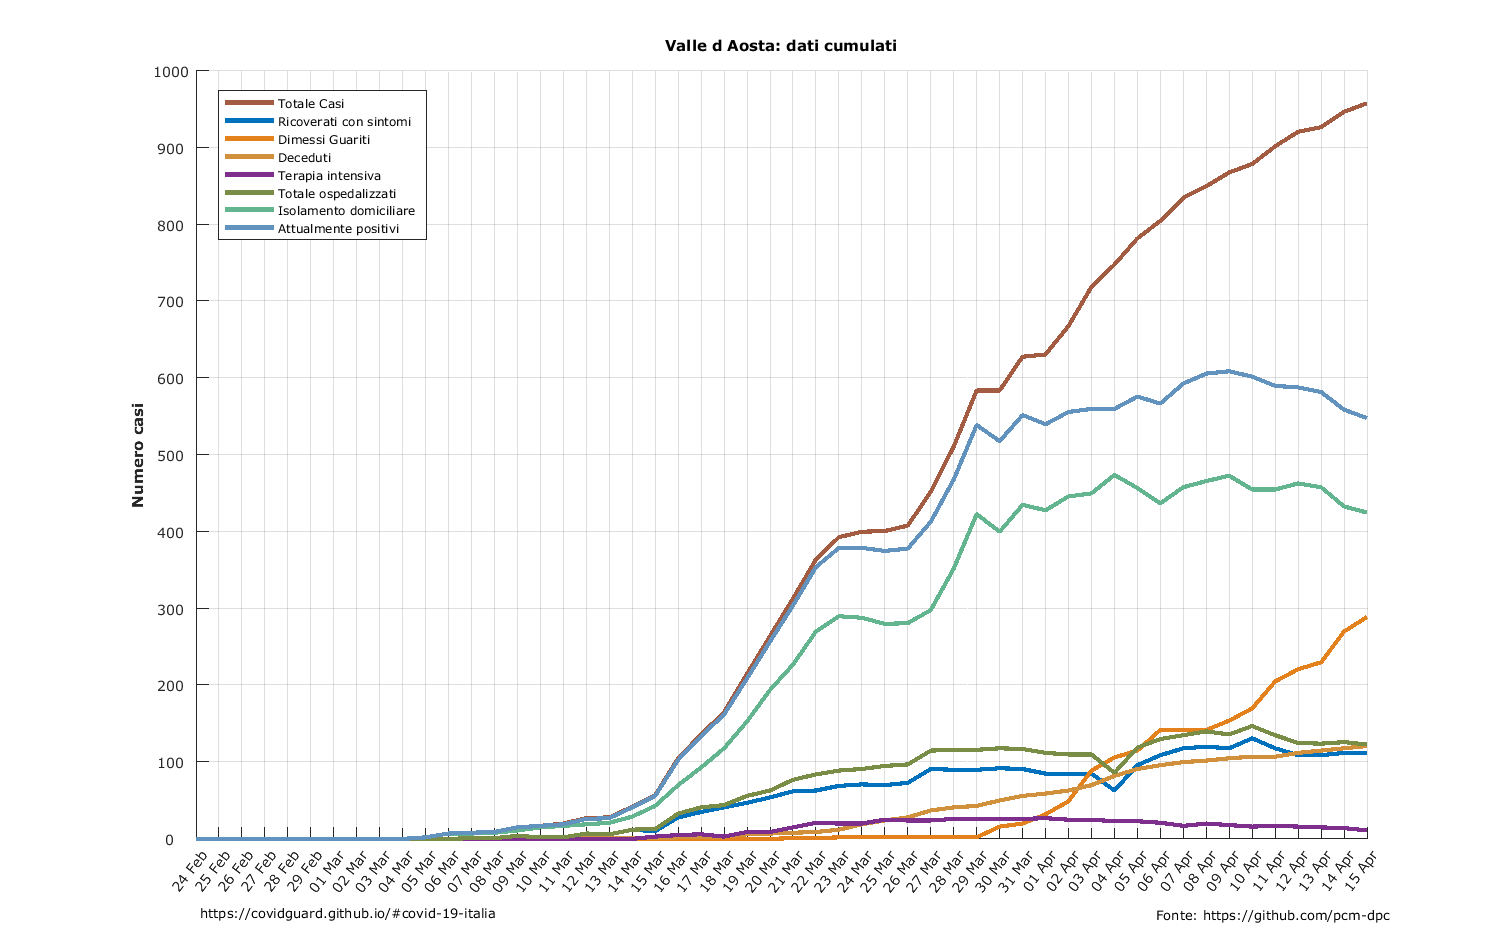 Valle d Aosta: dati cumulati
1000
900
800
700
600
500
400
300
200
100
0
Numero casi
Totale Casi
Ricoverati con sintomi
Dimessi Guariti
Deceduti
Terapia intensiva
Totale ospedalizzati
Isolamento domiciliare
Attualmente positivi
24 Feb
25 Feb
26 Feb
27 Feb
28 Feb
29 Feb
01 Mar
02 Mar
03 Mar
04 Mar
05 Mar
06 Mar
07 Mar
08 Mar
09 Mar
10 Mar
11 Mar
12 Mar
13 Mar
14 Mar
15 Mar
16 Mar
17 Mar
18 Mar
19 Mar
20 Mar
21 Mar
22 Mar
23 Mar
24 Mar
25 Mar
26 Mar
27 Mar
28 Mar
29 Mar
30 Mar
31 Mar
01 Apr
02 Apr
03 Apr
04 Apr
05 Apr
06 Apr
07 Apr
08 Apr
09 Apr
10 Apr
11 Apr
12 Apr
13 Apr
14 Apr
15 Apr
https://covidguard.github.io/#covid-19-italia
Fonte: https://github.com/pcm-dpc